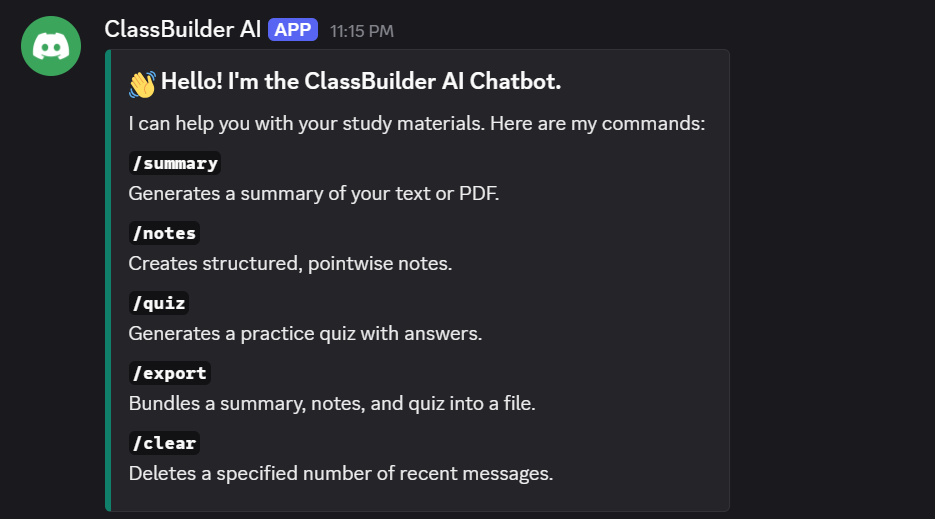 ClassBuilder AI APP 11:15 PM
👋 Hello! I'm the ClassBuilder AI Chatbot.
I can help you with your study materials. Here are my commands:
/summary
Generates a summary of your text or PDF.
/notes
Creates structured, pointwise notes.
/quiz
Generates a practice quiz with answers.
/export
Bundles a summary, notes, and quiz into a file.
/clear
Deletes a specified number of recent messages.